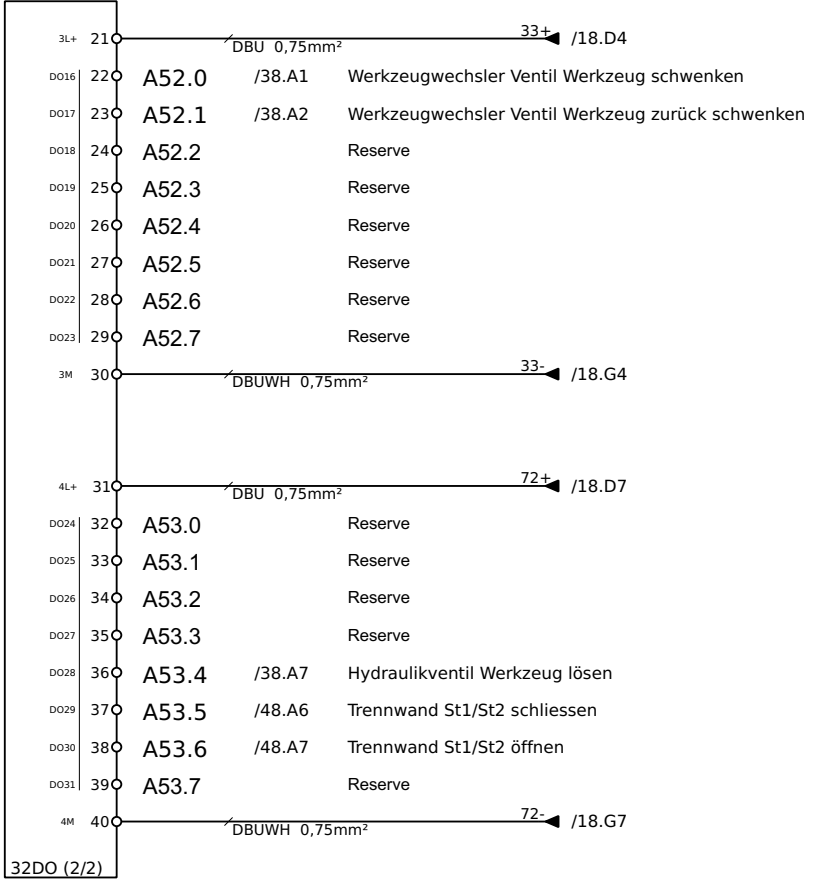 3L+ 21 DBU 0,75mm² 33+ /18.D4
DO16 22 A52.0 /38.A1 Werkzeugwechsler Ventil Werkzeug schwenken
DO17 23 A52.1 /38.A2 Werkzeugwechsler Ventil Werkzeug zurück schwenken
DO18 24 A52.2 Reserve
DO19 25 A52.3 Reserve
DO20 26 A52.4 Reserve
DO21 27 A52.5 Reserve
DO22 28 A52.6 Reserve
DO23 29 A52.7 Reserve
3M 30 DBUWH 0,75mm² 33- /18.G4
4L+ 31 DBU 0,75mm² 72+ /18.D7
DO24 32 A53.0 Reserve
DO25 33 A53.1 Reserve
DO26 34 A53.2 Reserve
DO27 35 A53.3 Reserve
DO28 36 A53.4 /38.A7 Hydraulikventil Werkzeug lösen
DO29 37 A53.5 /48.A6 Trennwand St1/St2 schliessen
DO30 38 A53.6 /48.A7 Trennwand St1/St2 öffnen
DO31 39 A53.7 Reserve
4M 40 DBUWH 0,75mm² 72- /18.G7
32DO (2/2)